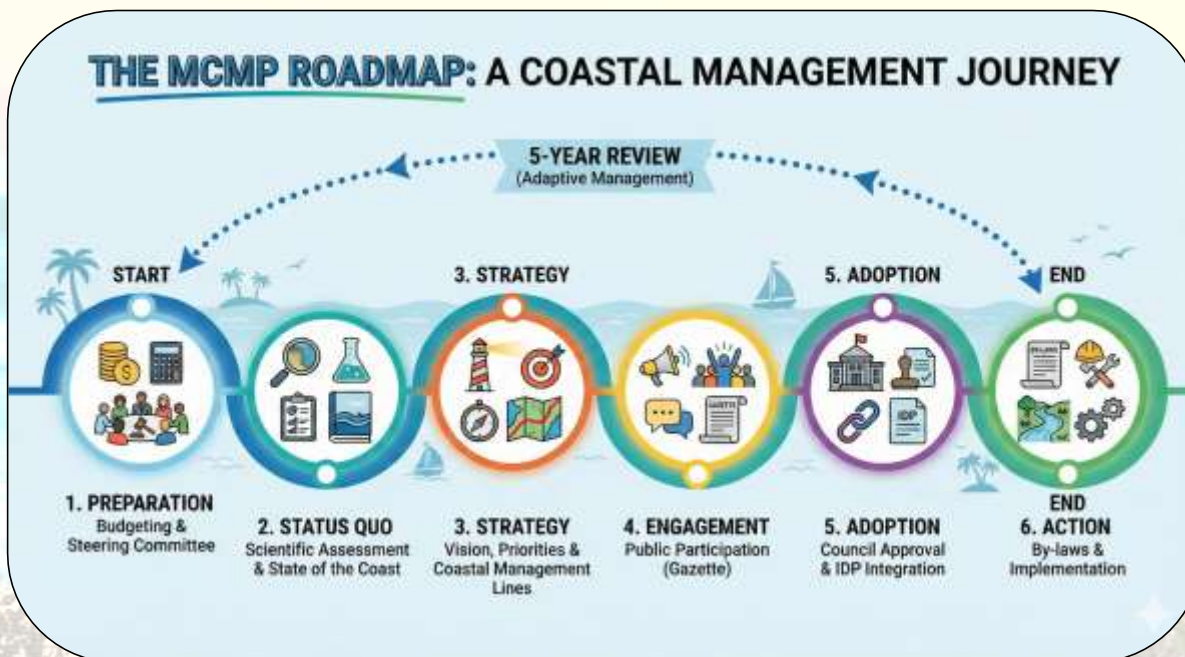 THE MCMP ROADMAP: A COASTAL MANAGEMENT JOURNEY
5-YEAR REVIEW
(Adaptive Management)
START
3. STRATEGY
5. ADOPTION
END
IDP
1. PREPARATION
Budgeting &
Steering Committee
2. STATUS QUO
Scientific Assessment
& State of the Coast
3. STRATEGY
Vision, Priorities &
Coastal Management
Lines
4. ENGAGEMENT
Public Participation
(Gazette)
5. ADOPTION
Council Approval
& IDP Integration
END
6. ACTION
By-laws &
Implementation